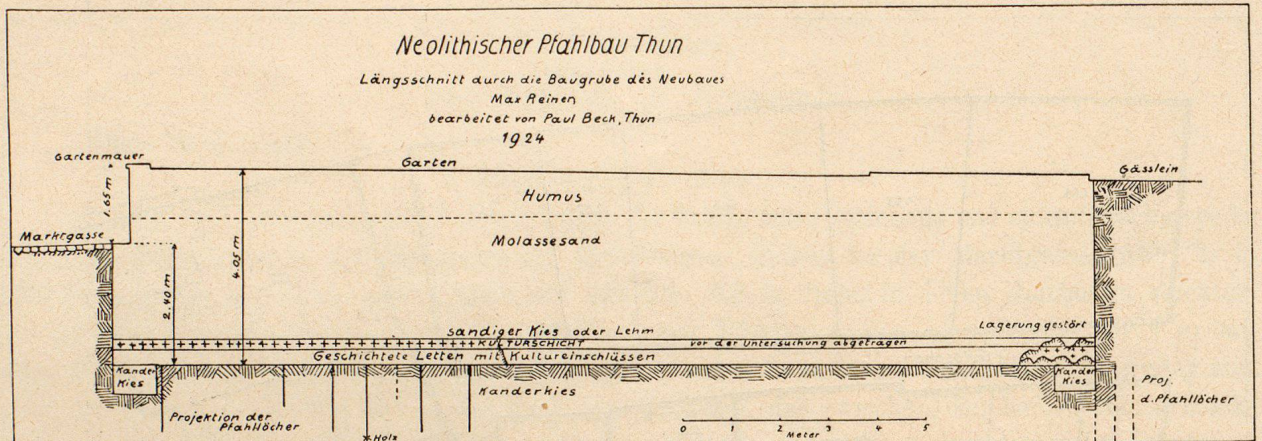 Neolithischer Pfahlbau Thun
Längsschnitt durch die Baugrube des Neubaues
Max Reinen
bearbeitet von Paul Beck, Thun
1924
Gartenmauer
Garten
Gässlein
1.65 m
Humus
Marktgasse
Molassesand
4.05 m
2.40 m
sandiger Kies oder Lehm
Lagerung gestört
KULTURSCHICHT
vor der Untersuchung abgetragen
Geschichtete Letten mit Kultureinschlüssen
Kander
Kies
Kanderkies
Kander
Kies
Proj.
d. Pfahllöcher
Projektion der
Pfahllöcher
Holz
0 1 2 3 4 5
Meter